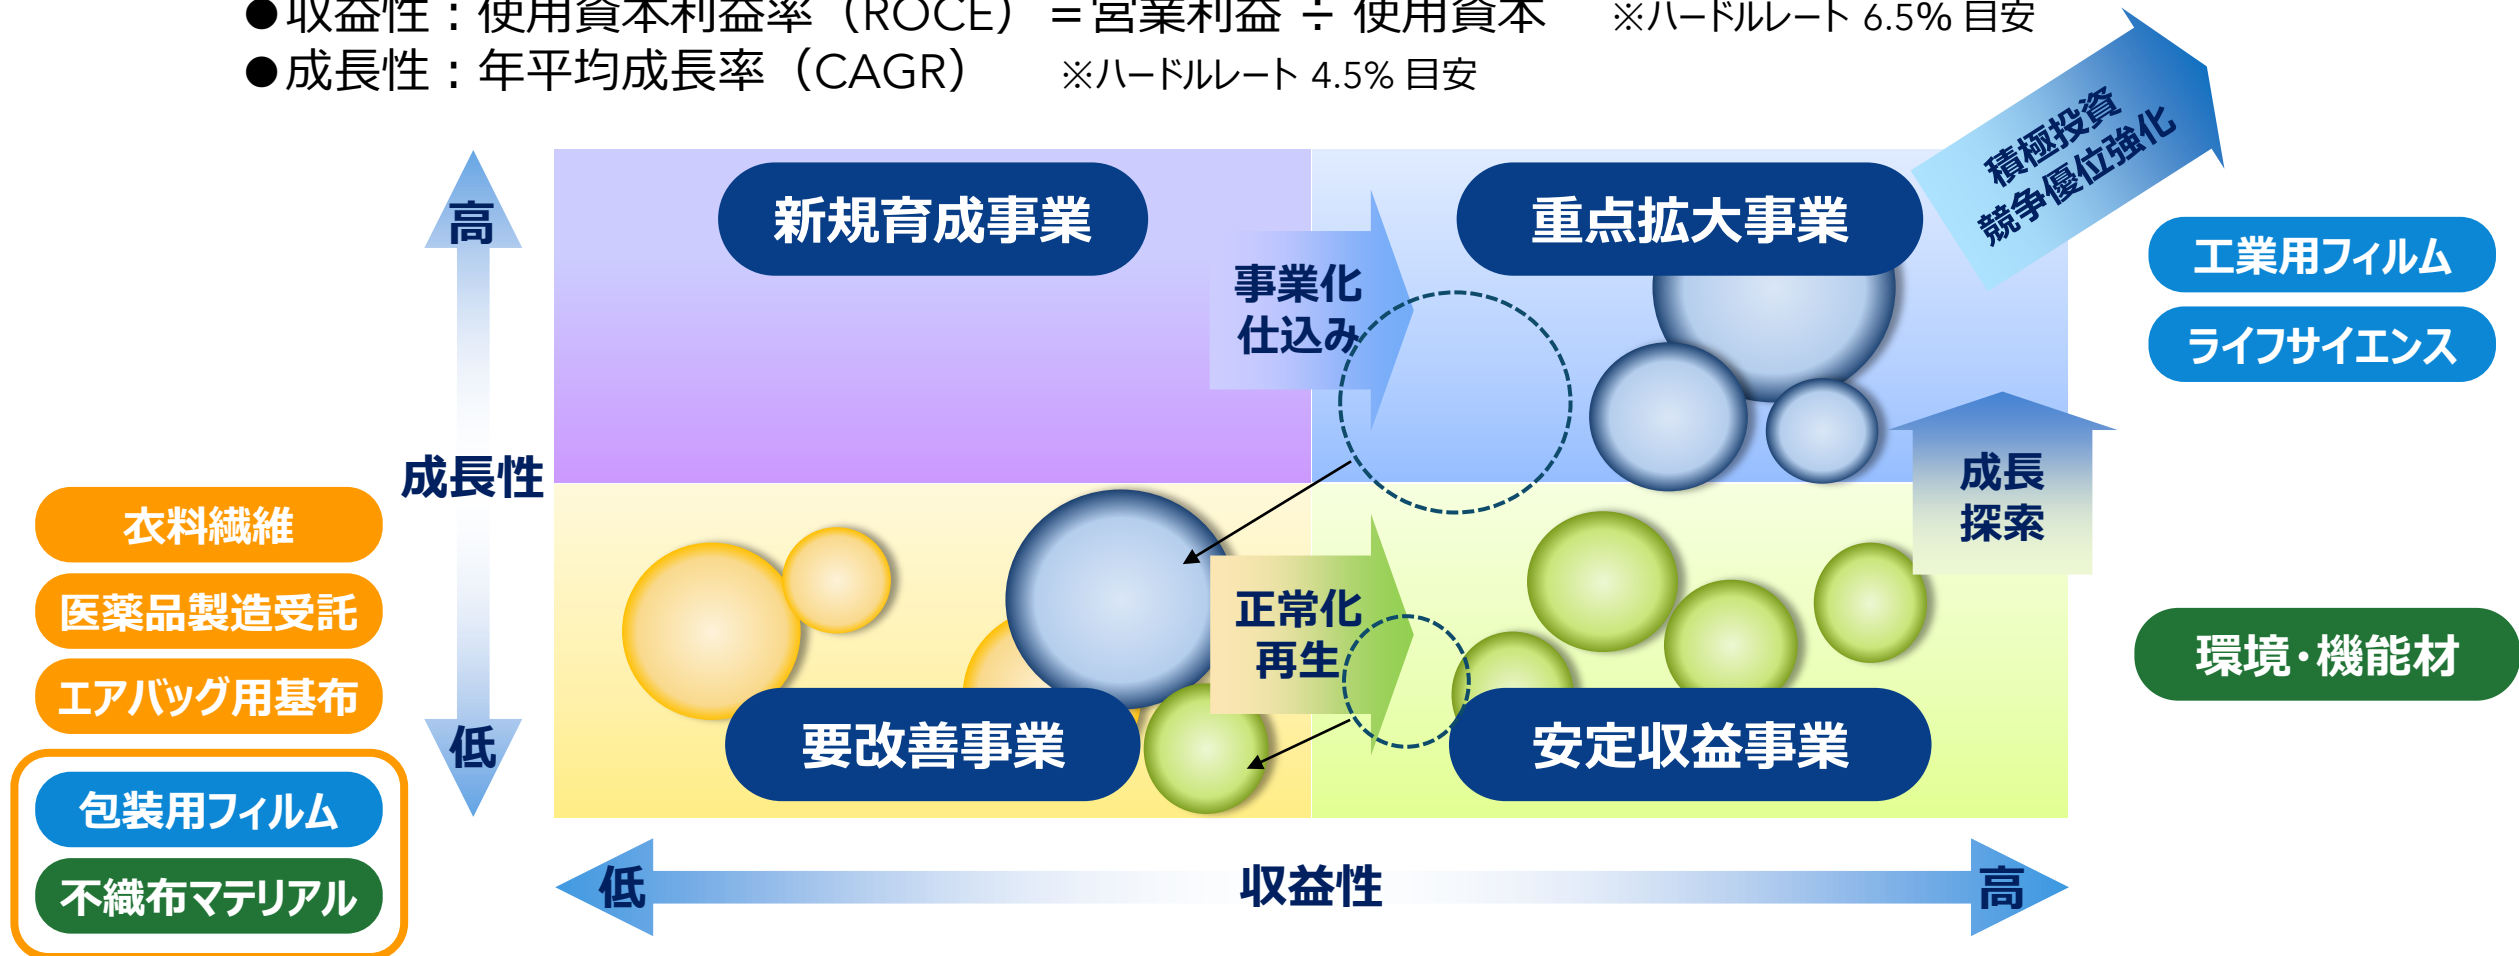 ●収益性：使用資本利益率（ROCE）＝営業利益 ÷ 使用資本　※ハードルレート 6.5% 目安
●成長性：年平均成長率（CAGR）　※ハードルレート 4.5% 目安
積極投資
競争優位強化
高
新規育成事業
重点拡大事業
工業用フィルム
ライフサイエンス
事業化
仕込み
成長性
成長
探索
衣料繊維
医薬品製造受託
エアバッグ用基布
正常化
再生
環境・機能材
低
要改善事業
安定収益事業
包装用フィルム
不織布マテリアル
低
収益性
高